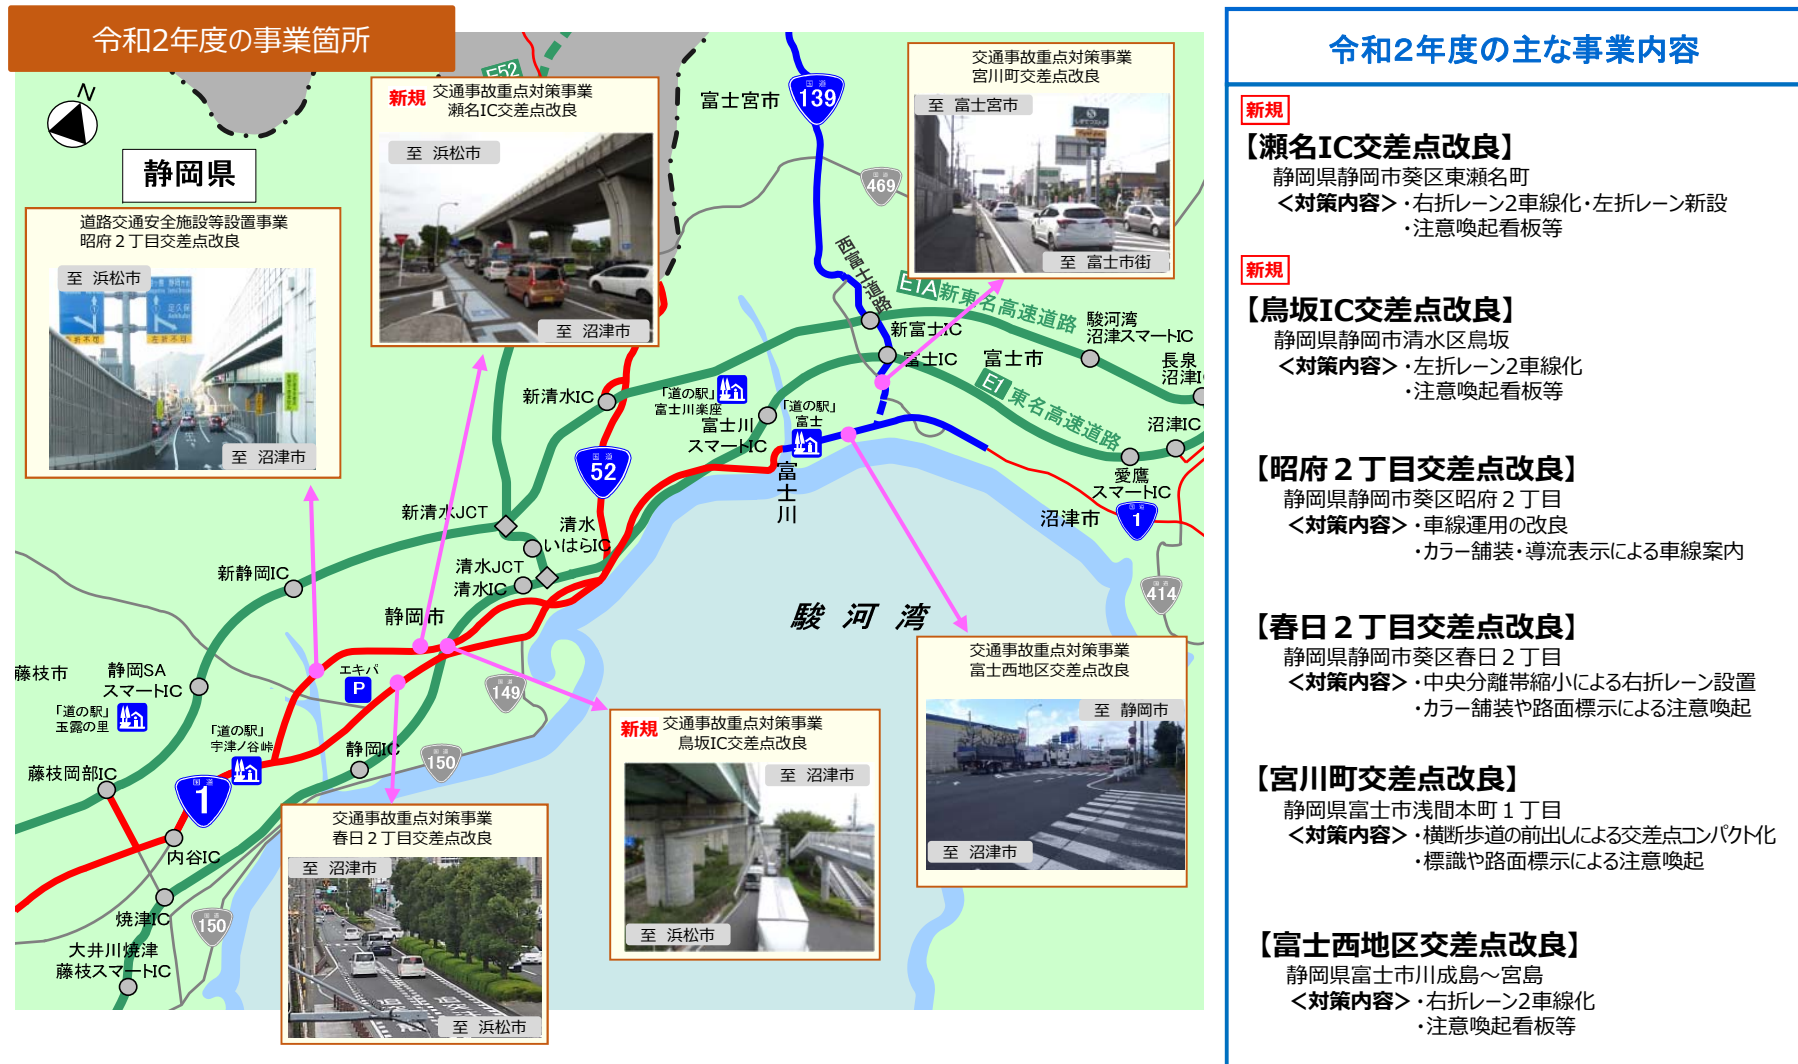 令和2年度の事業箇所
N
静岡県
道路交通安全施設等設置事業
昭府２丁目交差点改良
至 浜松市
至 沼津市
新規 交通事故重点対策事業
瀬名IC交差点改良
至 浜松市
至 沼津市
交通事故重点対策事業
宮川町交差点改良
至 富士宮市
至 富士市街
E52
富士宮市
国道
139
国道
469
西富士道路
E1A 新東名高速道路
駿河湾
沼津スマートIC
長泉
沼津IC
新富士IC
富士IC
富士市
E1 東名高速道路
沼津IC
愛鷹
スマートIC
沼津市
国道
1
国道
414
新清水IC
「道の駅」
富士川楽座
富士川
スマートIC
「道の駅」
富士
富士川
国道
52
新清水JCT
清水
いはらIC
清水JCT
清水IC
新静岡IC
静岡市
駿河湾
藤枝市
静岡SA
スマートIC
「道の駅」
玉露の里
エキパ
P
国道
149
「道の駅」
宇津ノ谷峠
静岡IC
国道
150
藤枝岡部IC
国道
1
内谷IC
焼津IC
国道
150
大井川焼津
藤枝スマートIC
交通事故重点対策事業
春日２丁目交差点改良
至 沼津市
至 浜松市
新規 交通事故重点対策事業
鳥坂IC交差点改良
至 沼津市
至 浜松市
交通事故重点対策事業
富士西地区交差点改良
至 静岡市
至 沼津市
令和2年度の主な事業内容
新規
【瀬名IC交差点改良】
静岡県静岡市葵区東瀬名町
＜対策内容＞・右折レーン2車線化・左折レーン新設
・注意喚起看板等
新規
【鳥坂IC交差点改良】
静岡県静岡市清水区鳥坂
＜対策内容＞・左折レーン2車線化
・注意喚起看板等
【昭府２丁目交差点改良】
静岡県静岡市葵区昭府２丁目
＜対策内容＞・車線運用の改良
・カラー舗装・導流表示による車線案内
【春日２丁目交差点改良】
静岡県静岡市葵区春日２丁目
＜対策内容＞・中央分離帯縮小による右折レーン設置
・カラー舗装や路面標示による注意喚起
【宮川町交差点改良】
静岡県富士市浅間本町１丁目
＜対策内容＞・横断歩道の前出しによる交差点コンパクト化
・標識や路面標示による注意喚起
【富士西地区交差点改良】
静岡県富士市川成島～宮島
＜対策内容＞・右折レーン2車線化
・注意喚起看板等